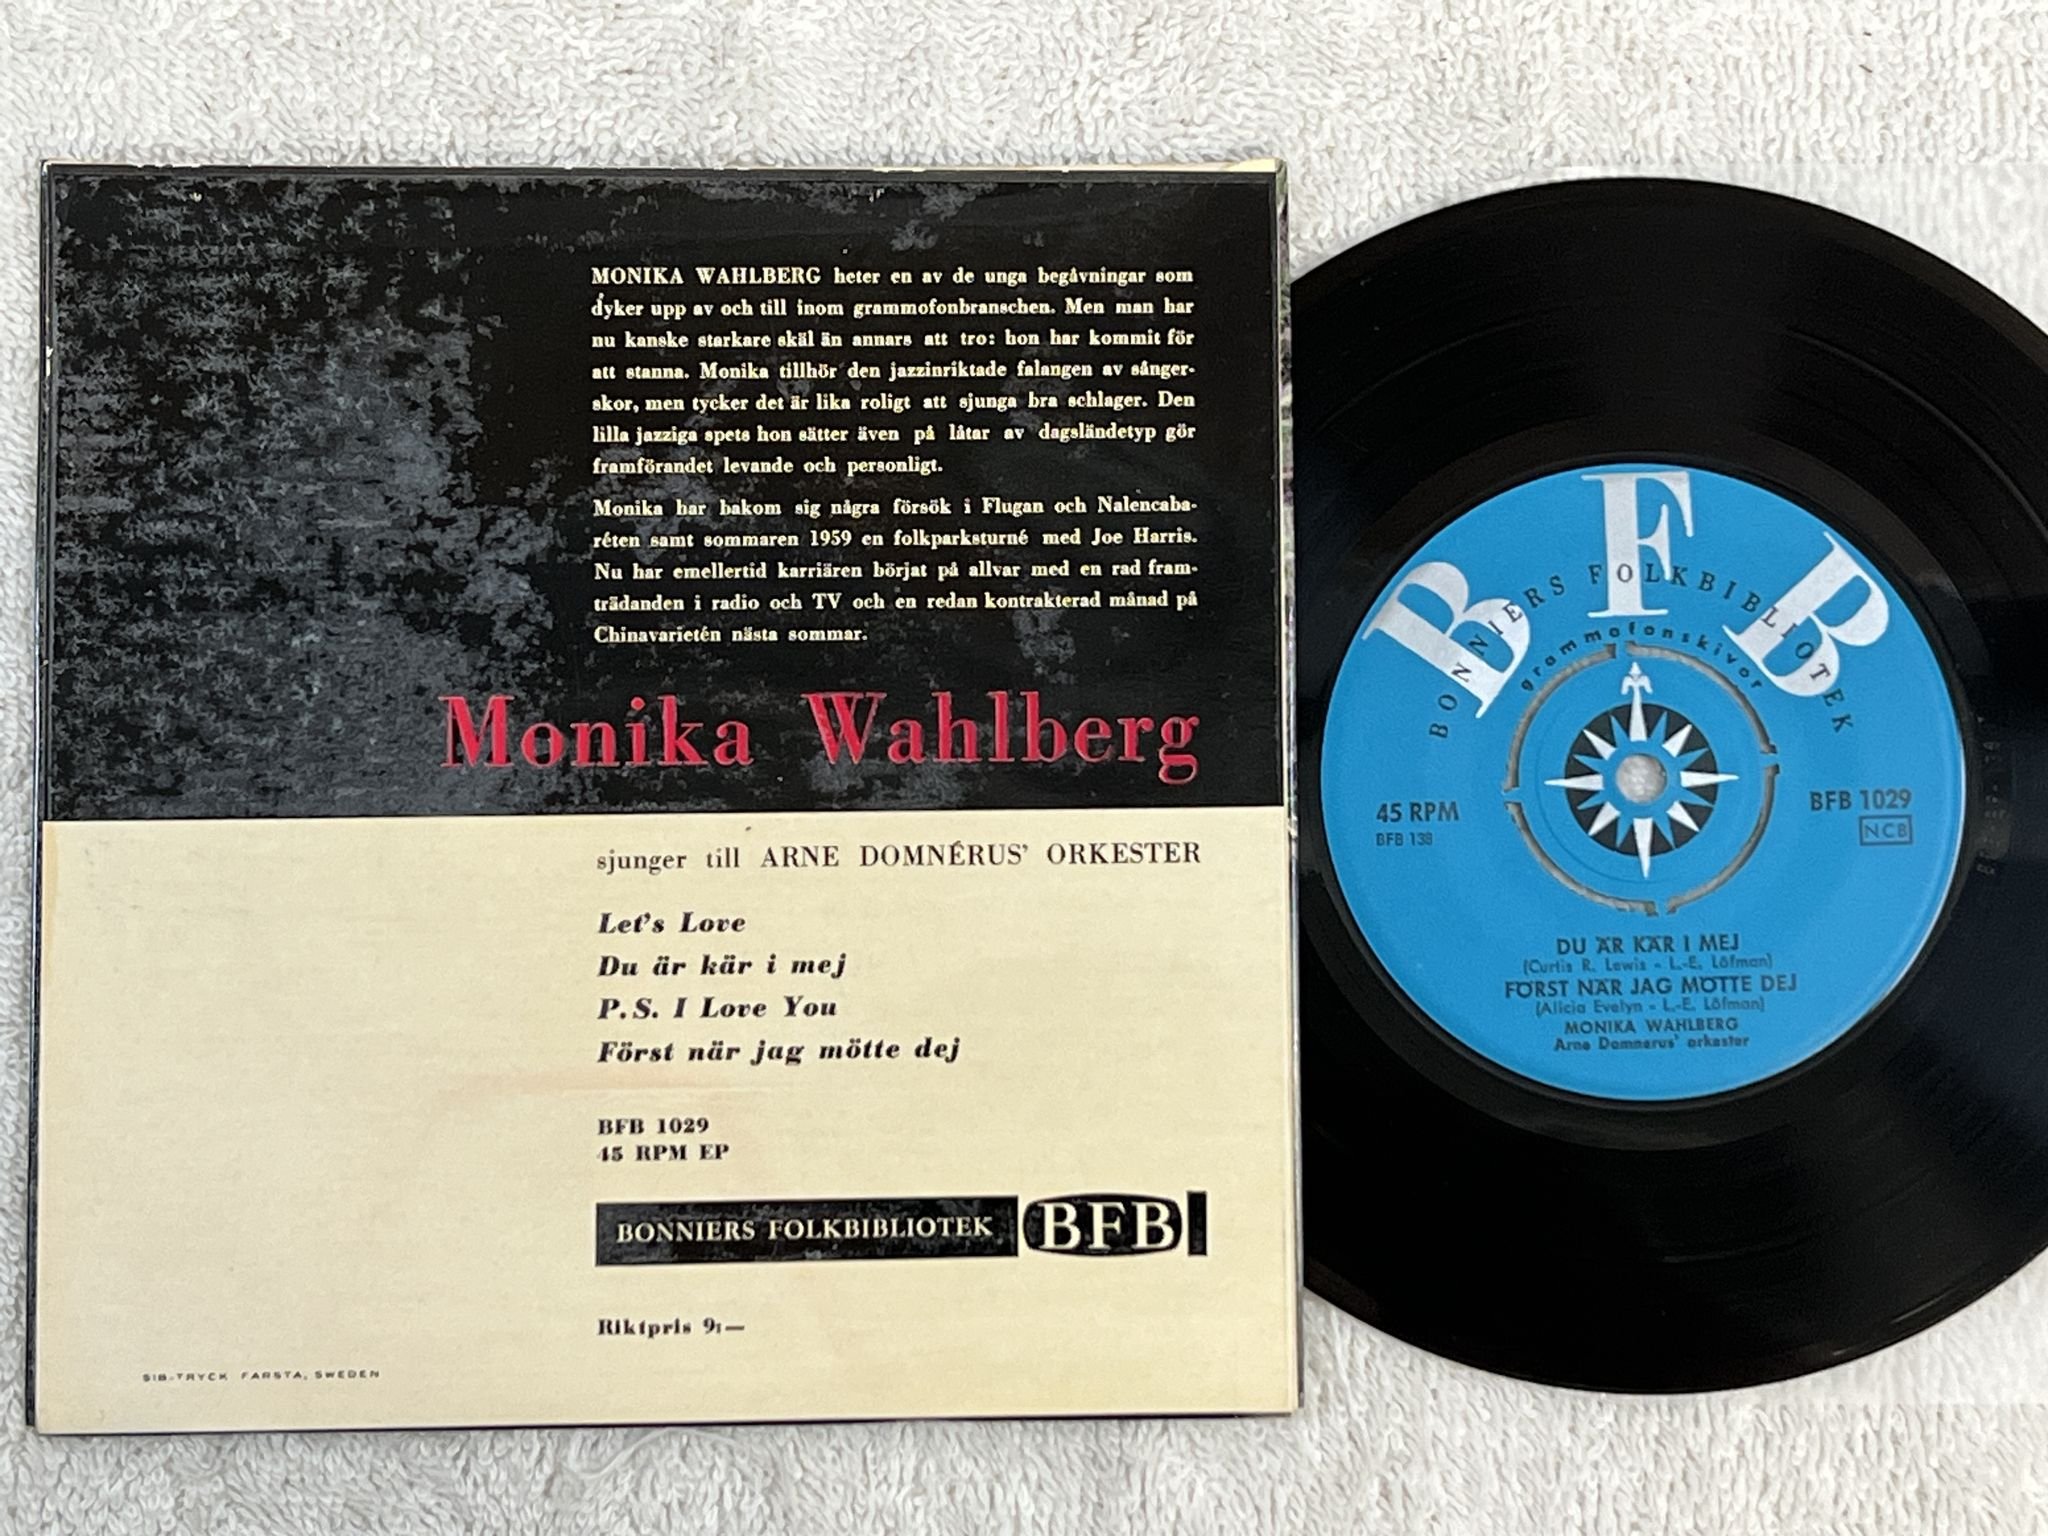 MONIKA WAHLBERG heter en av de unga begåvningar som
dyker upp av och till inom grammofonbranschen. Men man har
nu kanske starkare skäl än annars att tro: hon har kommit för
att stanna. Monika tillhör den jazzinriktade falangen av sånger-
skor, men tycker det är lika roligt att sjunga bra schlager. Den
lilla jazziga spets hon sätter även på låtar av dagsländetyp gör
framförandet levande och personligt.
Monika har bakom sig några försök i Flugan och Nalencaba-
réten samt sommaren 1959 en folkparksturné med Joe Harris.
Nu har emellertid karriären börjat på allvar med en rad fram-
trädanden i radio och TV och en redan kontrakterad månad på
Chinavarietén nästa sommar.
Monika Wahlberg
sjunger till ARNE DOMNÉRUS' ORKESTER
Let's Love
Du är kär i mej
P.S. I Love You
Först när jag mötte dej
BFB 1029
45 RPM EP
BONNIERS FOLKBIBLIOTEK BFB
Riktpris 9:—
SIB-TRYCK FARSTA, SWEDEN
BFB
BONNIERS FOLKBIBLIOTEK
grammofonskivor
45 RPM
BFB 138
BFB 1029
NCB
DU ÄR KÄR I MEJ
(Curtis R. Lewis - L.-E. Löfman)
FÖRST NÄR JAG MÖTTE DEJ
(Alicia Evelyn - L.-E. Löfman)
MONIKA WAHLBERG
Arne Domnerus' orkester